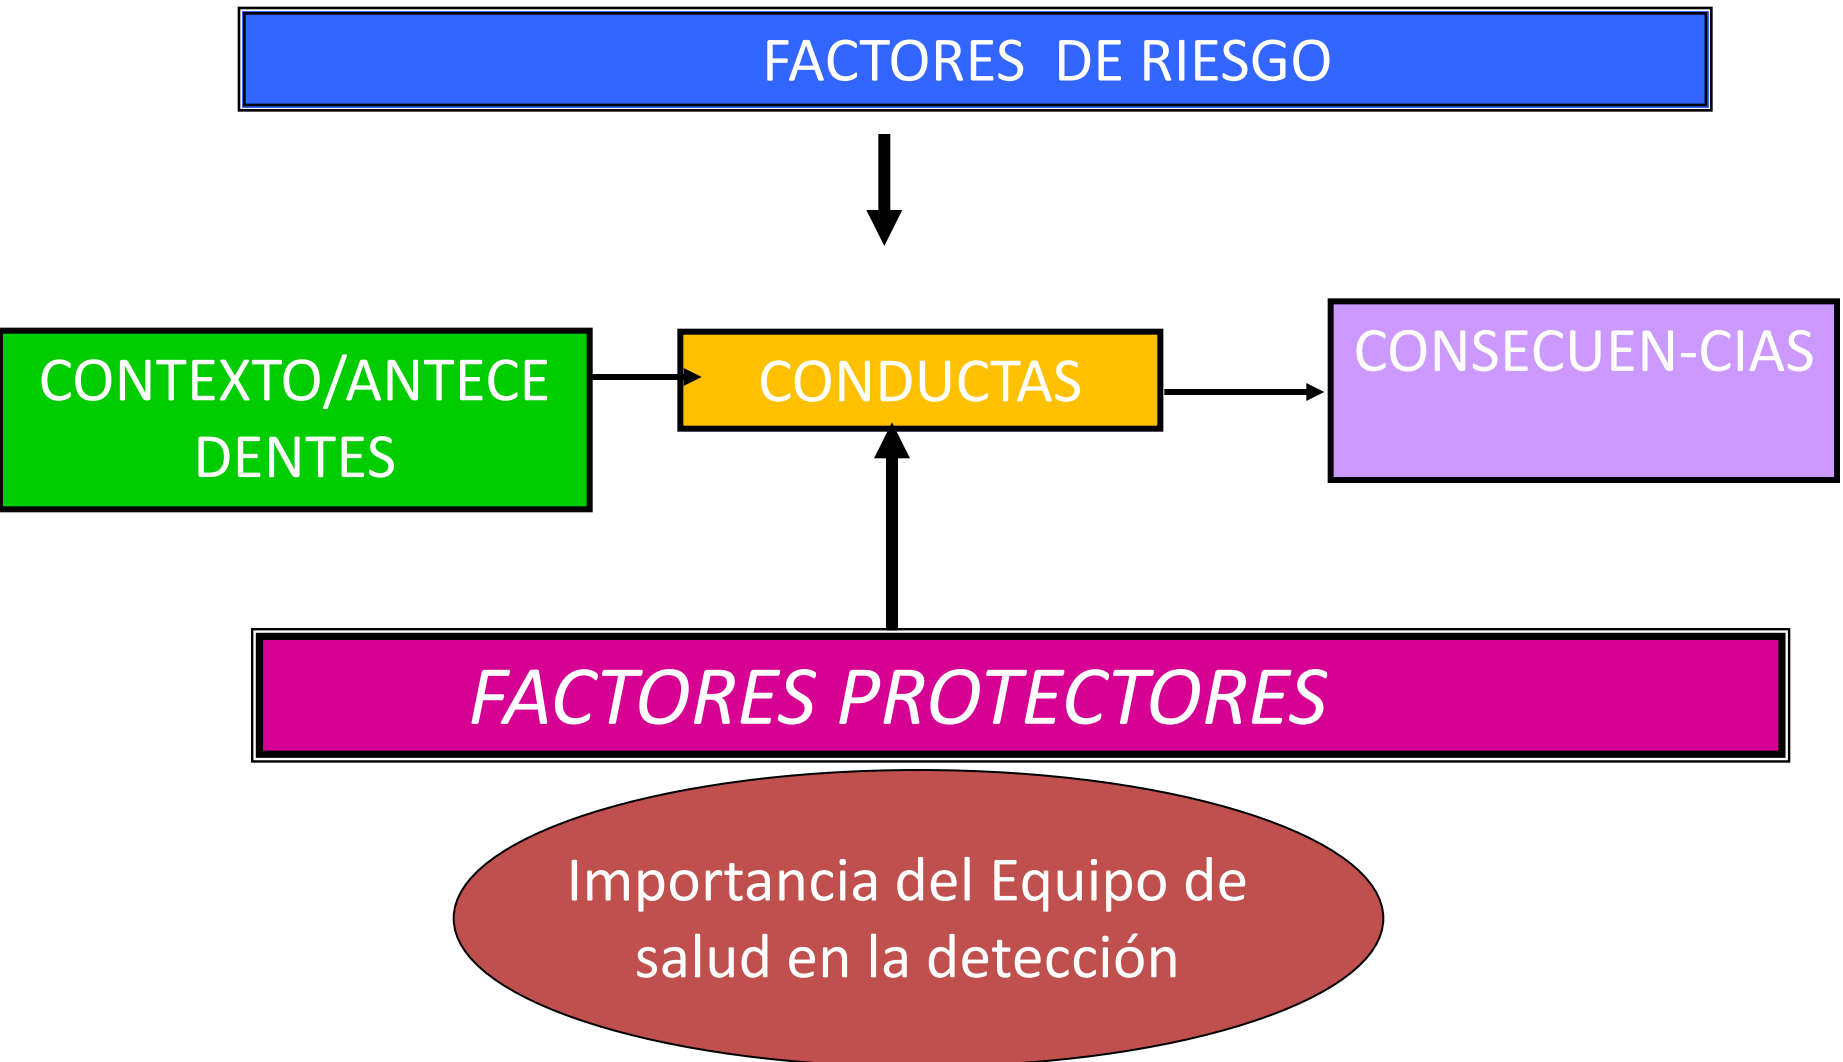 FACTORES  DE RIESGO
CONTEXTO/ANTECE
DENTES
CONDUCTAS
CONSECUEN-CIAS
FACTORES PROTECTORES
Importancia del Equipo de
salud en la detección